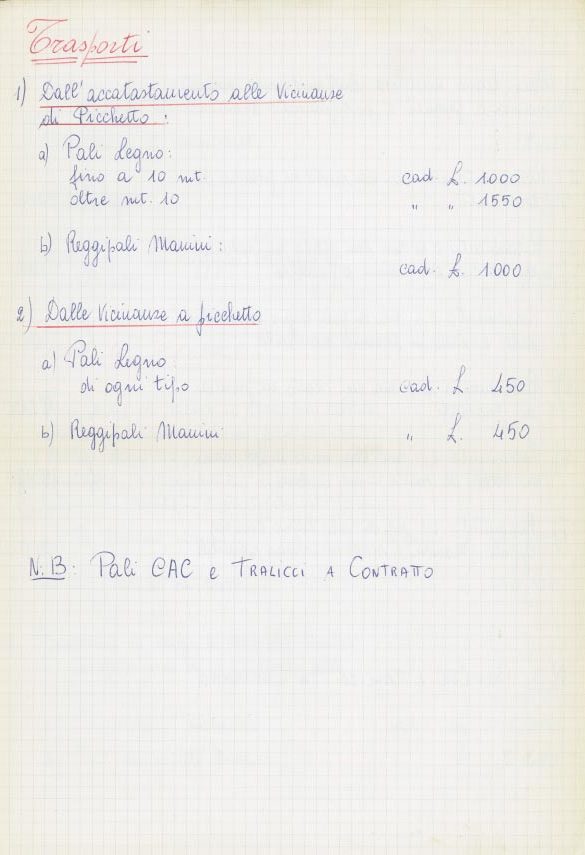 Trasporti
1) Dall'accatastamento alle Vicinanze
di Picchetto:
a) Pali Legno:
fino a 10 mt. cad. £. 1000
oltre mt. 10 " " 1550
b) Reggipali Mannini:
cad. £. 1000
2) Dalle Vicinanze a picchetto
a) Pali Legno
di ogni tipo cad. £. 450
b) Reggipali Mannini " £. 450
N.B: Pali CAC e TRALICCI A CONTRATTO